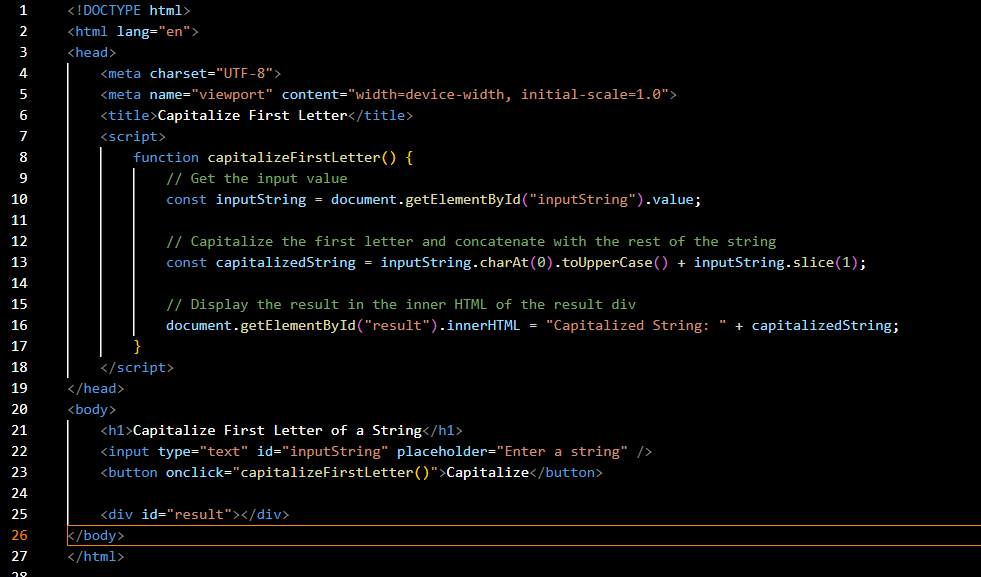 1 <!DOCTYPE html>
2 <html lang="en">
3 <head>
4 <meta charset="UTF-8">
5 <meta name="viewport" content="width=device-width, initial-scale=1.0">
6 <title>Capitalize First Letter</title>
7 <script>
8 function capitalizeFirstLetter() {
9 // Get the input value
10 const inputString = document.getElementById("inputString").value;
11
12 // Capitalize the first letter and concatenate with the rest of the string
13 const capitalizedString = inputString.charAt(0).toUpperCase() + inputString.slice(1);
14
15 // Display the result in the inner HTML of the result div
16 document.getElementById("result").innerHTML = "Capitalized String: " + capitalizedString;
17 }
18 </script>
19 </head>
20 <body>
21 <h1>Capitalize First Letter of a String</h1>
22 <input type="text" id="inputString" placeholder="Enter a string" />
23 <button onclick="capitalizeFirstLetter()">Capitalize</button>
24
25 <div id="result"></div>
26 </body>
27 </html>
28